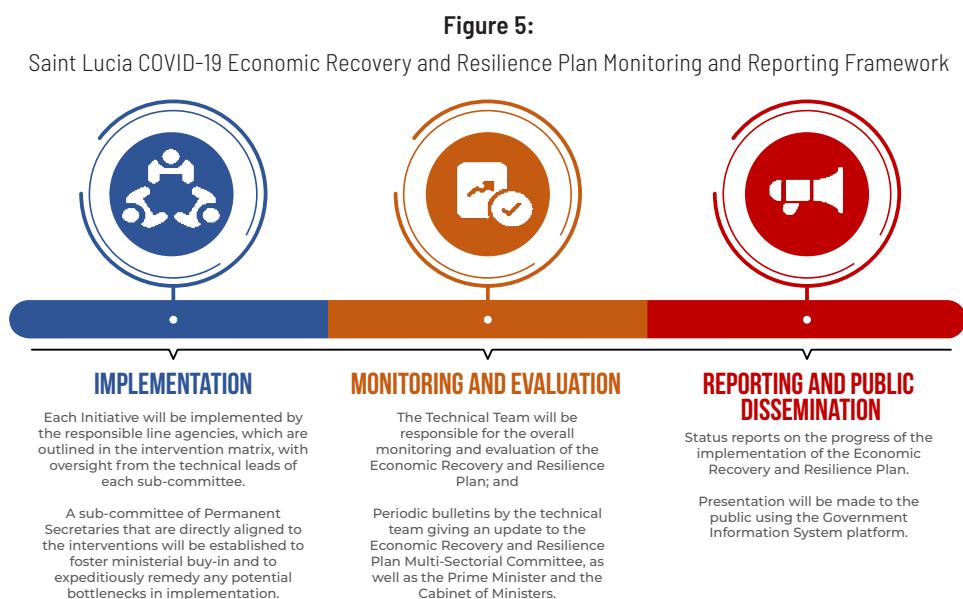 Figure 5:
Saint Lucia COVID-19 Economic Recovery and Resilience Plan Monitoring and Reporting Framework
IMPLEMENTATION
Each Initiative will be implemented by
the responsible line agencies, which are
outlined in the intervention matrix, with
oversight from the technical leads of
each sub-committee.
A sub-committee of Permanent
Secretaries that are directly aligned to
the interventions will be established to
foster ministerial buy-in and to
expeditiously remedy any potential
bottlenecks in implementation.
MONITORING AND EVALUATION
The Technical Team will be
responsible for the overall
monitoring and evaluation of the
Economic Recovery and Resilience
Plan; and
Periodic bulletins by the technical
team giving an update to the
Economic Recovery and Resilience
Plan Multi-Sectorial Committee, as
well as the Prime Minister and the
Cabinet of Ministers.
REPORTING AND PUBLIC
DISSEMINATION
Status reports on the progress of the
implementation of the Economic
Recovery and Resilience Plan.
Presentation will be made to the
public using the Government
Information System platform.